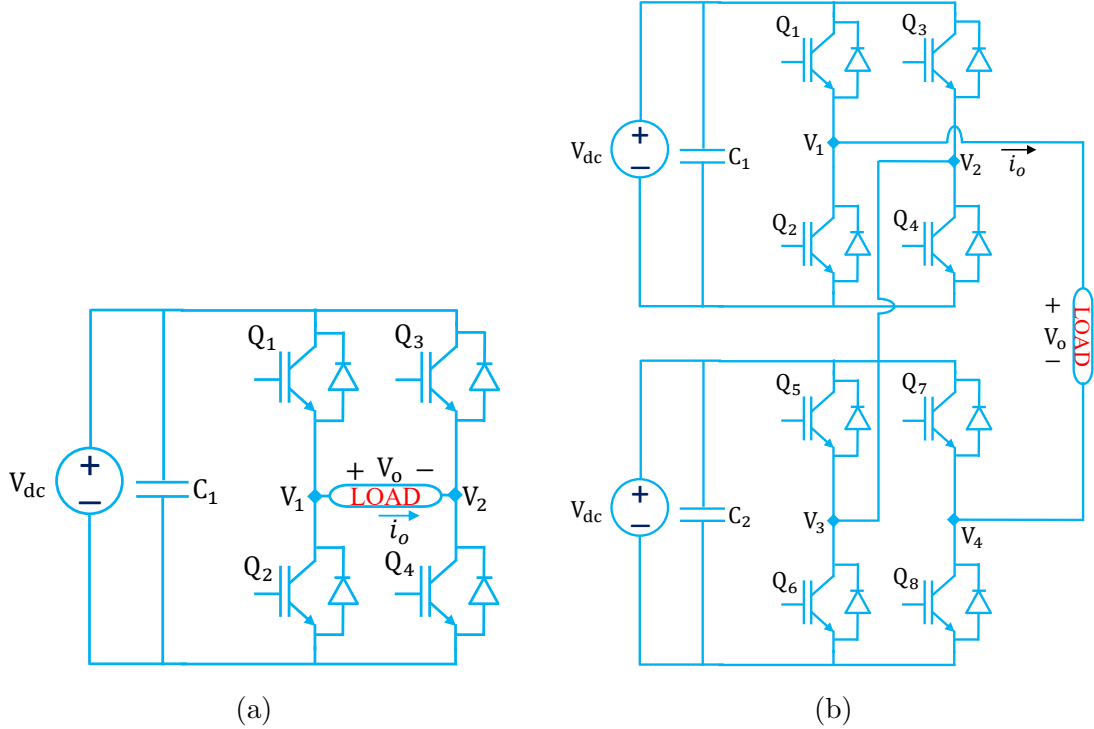 Q1
Q3
+
Vdc
−
C1
V1
+ Vo −
LOAD
V2
io
Q2
Q4
(a)
Q1
Q3
+
Vdc
−
C1
V1
V2
io
Q2
Q4
+
Vo
−
LOAD
Q5
Q7
+
Vdc
−
C2
V3
V4
Q6
Q8
(b)